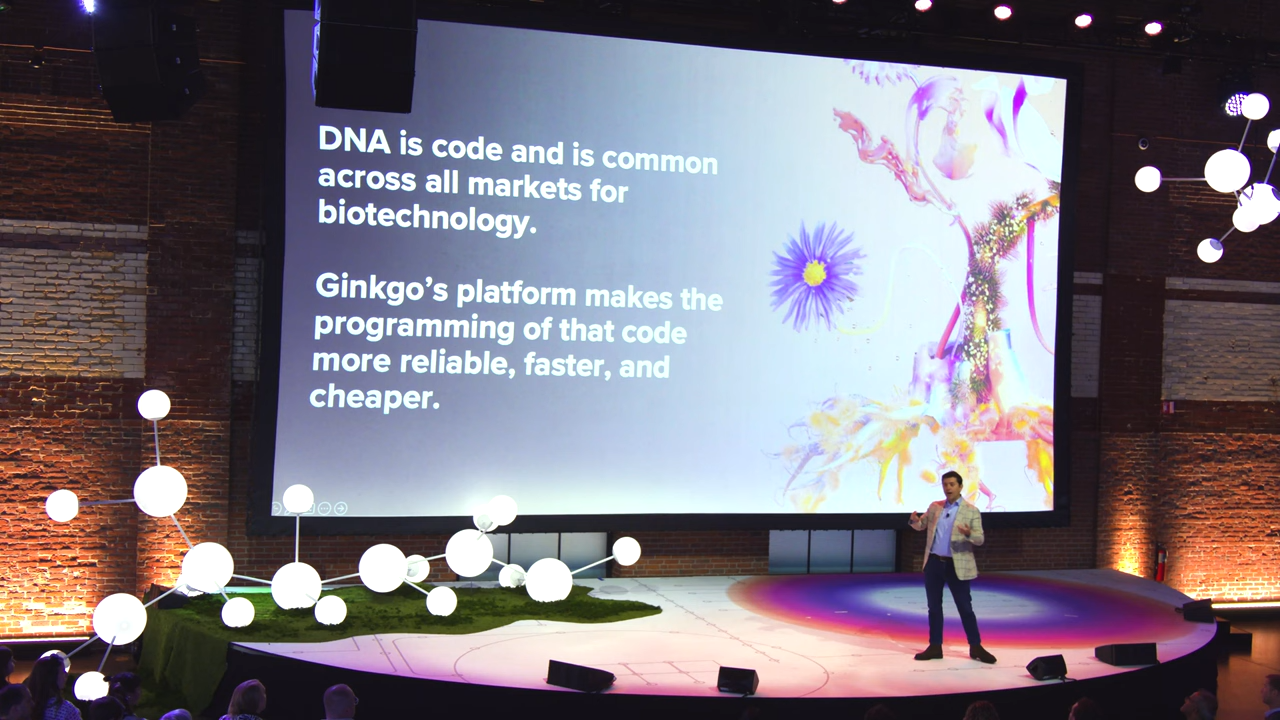 DNA is code and is common
across all markets for
biotechnology.
Ginkgo’s platform makes the
programming of that code
more reliable, faster, and
cheaper.